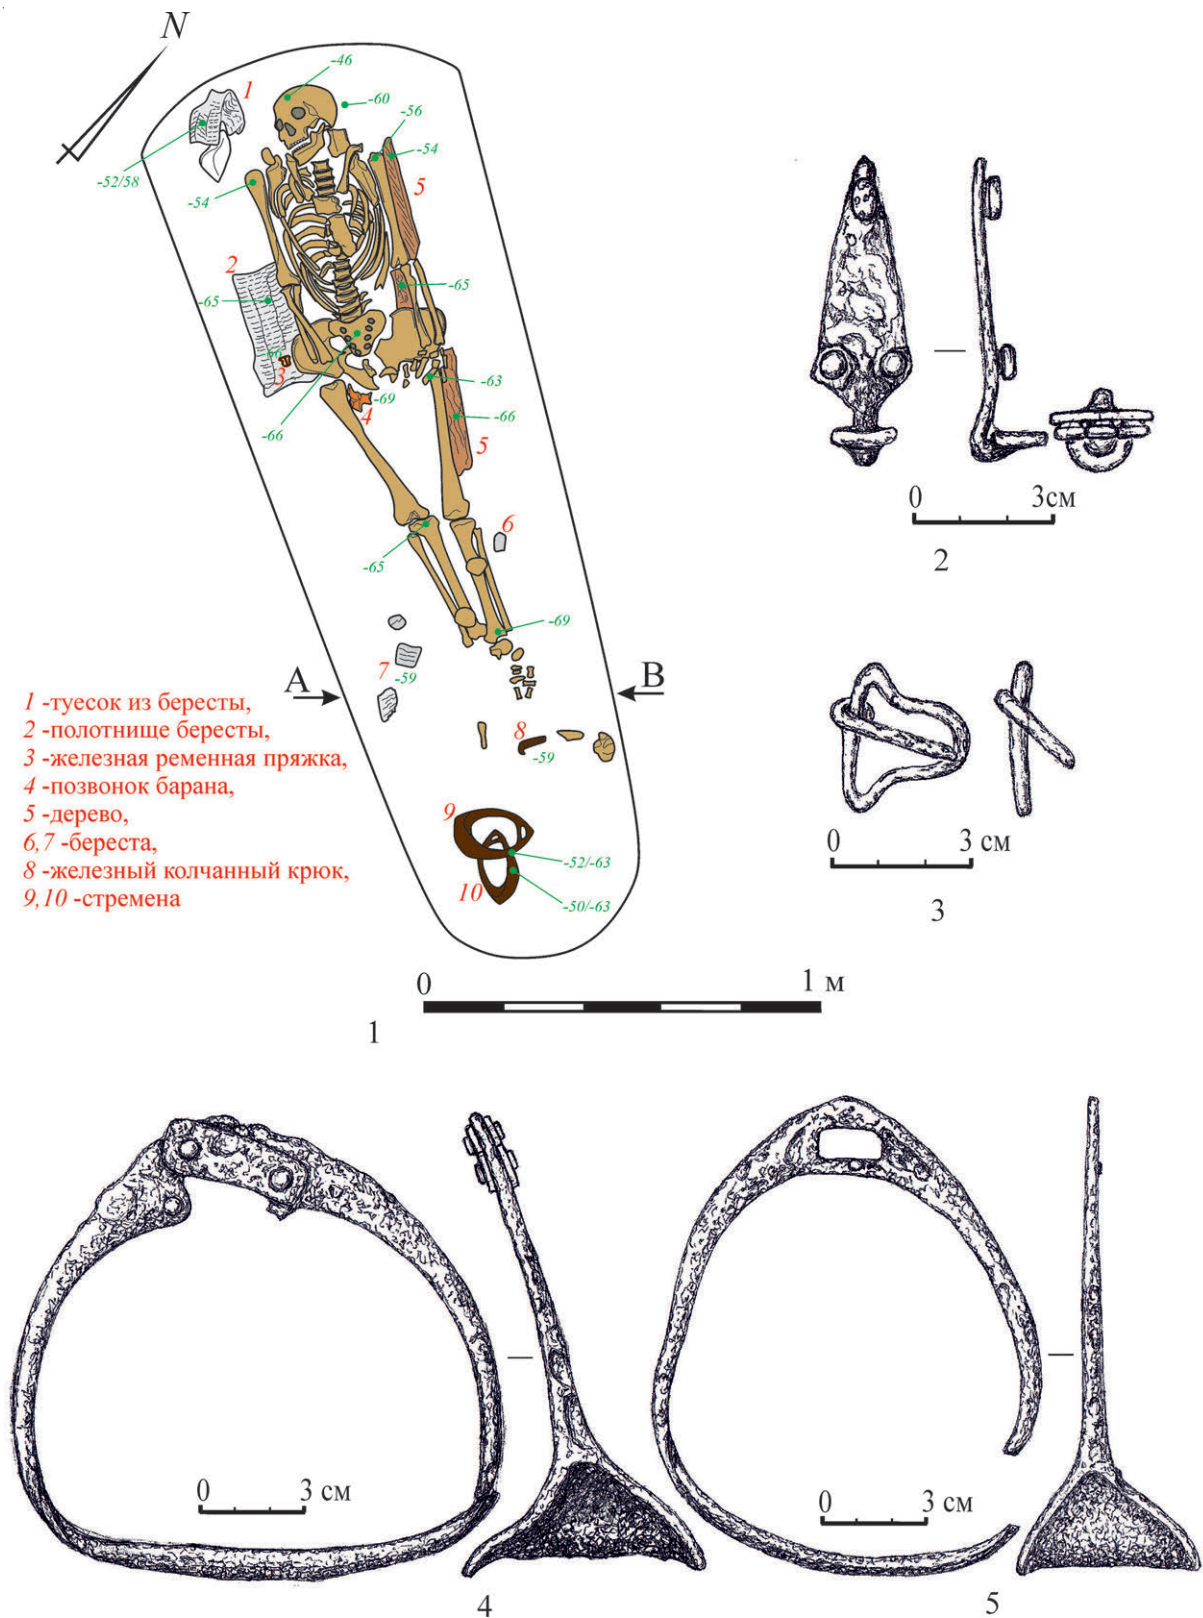 N
1
-46
-60
-56
-54
-52/58
-54
5
2
-65
-65
-60
3
-63
-69
4
-66
-66
5
6
-65
-69
7
-59
A
B
8
-59
9
-52/-63
10
-50/-63
1 -туесок из бересты,
2 -полотнище бересты,
3 -железная ременная пряжка,
4 -позвонок барана,
5 -дерево,
6,7 -береста,
8 -железный колчанный крюк,
9,10 -стремена
0 1 м
1
0 3см
2
0 3 см
3
0 3 см
4
0 3 см
5